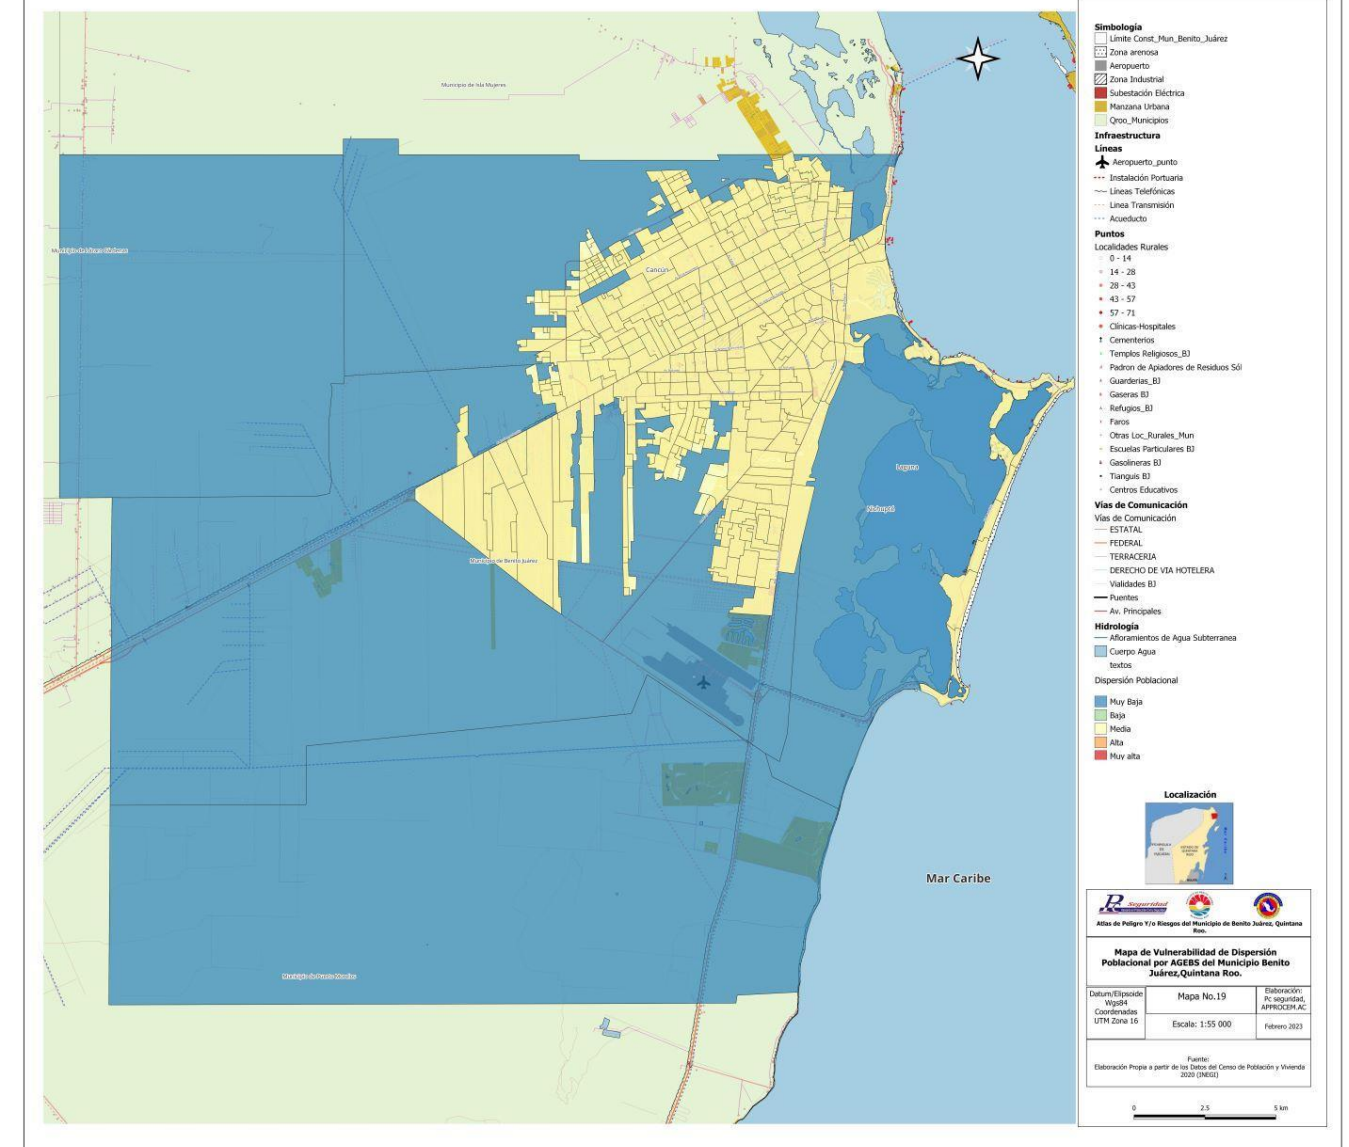 Municipio de Isla Mujeres
Cancún
Laguna
Nichupté
Municipio de Benito Juárez
Mar Caribe
Municipio de Puerto Morelos
Simbología
Límite Const_Mun_Benito_Juárez
Zona arenosa
Aeropuerto
Zona Industrial
Subestación Eléctrica
Manzana Urbana
Qroo_Municipios
Infraestructura
Líneas
Aeropuerto_punto
Instalación Portuaria
Líneas Telefónicas
Linea Transmisión
Acueducto
Puntos
Localidades Rurales
0 - 14
14 - 28
28 - 43
43 - 57
57 - 71
Clínicas-Hospitales
Cementerios
Templos Religiosos_BJ
Padron de Apiadores de Residuos Sól
Guarderias_BJ
Gaseras BJ
Refugios_BJ
Faros
Otras Loc_Rurales_Mun
Escuelas Particulares BJ
Gasolineras BJ
Tianguis BJ
Centros Educativos
Vías de Comunicación
Vías de Comunicación
ESTATAL
FEDERAL
TERRACERIA
DERECHO DE VIA HOTELERA
Vialidades BJ
Puentes
Av. Principales
Hidrología
Afloramientos de Agua Subterranea
Cuerpo Agua
textos
Dispersión Poblacional
Muy Baja
Baja
Media
Alta
Muy alta
Localización
Seguridad
Atlas de Peligro Y/o Riesgos del Municipio de Benito Juárez, Quintana
Roo.
Mapa de Vulnerabilidad de Dispersión
Poblacional por AGEBS del Municipio Benito
Juárez,Quintana Roo.
Datum/Elipsoide
Wgs84
Coordenadas
UTM Zona 16
Mapa No.19
Escala: 1:55 000
Elaboración:
Pc seguridad,
APPROCEM.AC
Febrero 2023
Fuente:
Elaboración Propia a partir de los Datos del Censo de Población y Vivienda
2020 (INEGI)
0 2.5 5 km